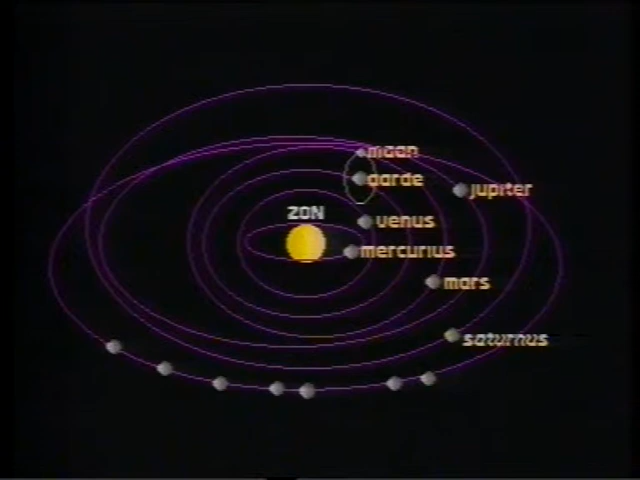 maan
aarde
jupiter
ZON
venus
mercurius
mars
saturnus